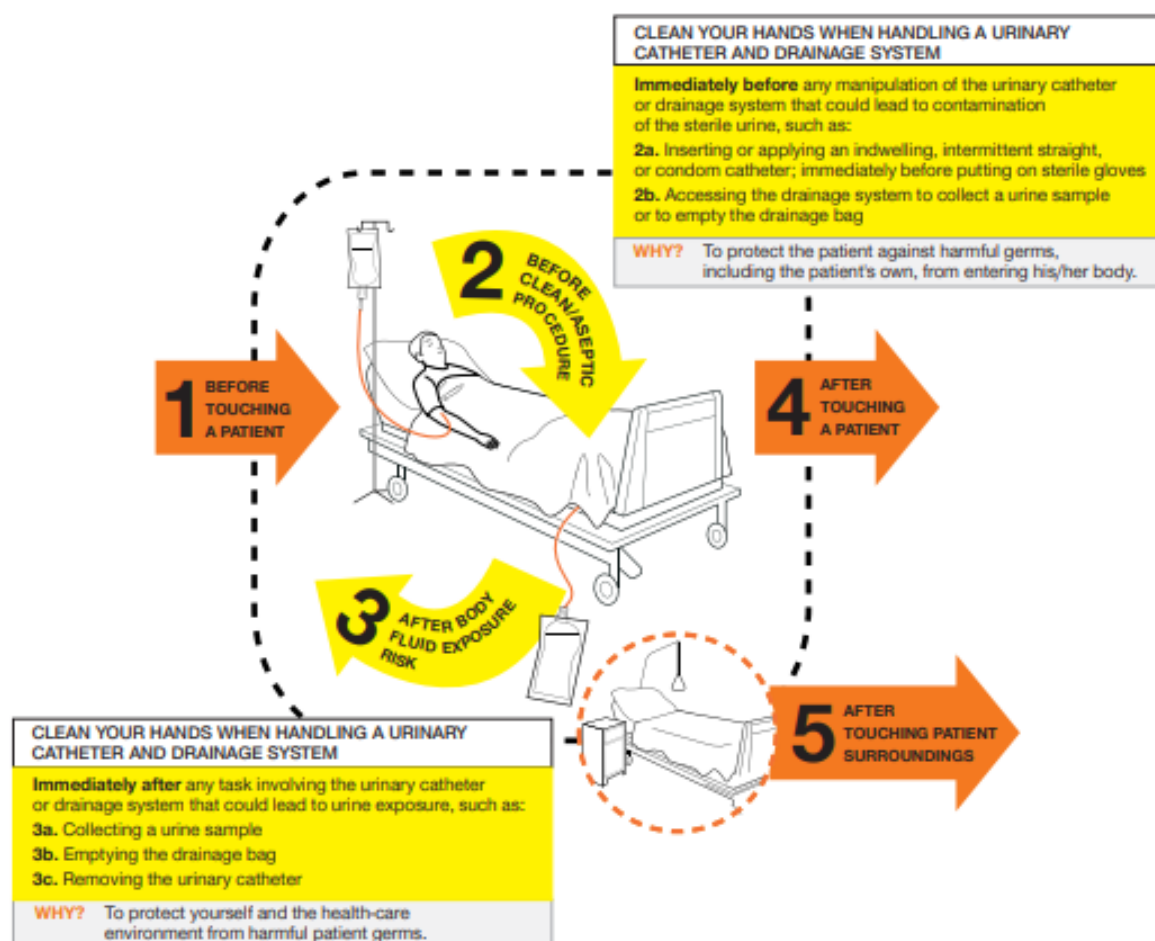 CLEAN YOUR HANDS WHEN HANDLING A URINARY
CATHETER AND DRAINAGE SYSTEM
Immediately before any manipulation of the urinary catheter
or drainage system that could lead to contamination
of the sterile urine, such as:
2a. Inserting or applying an indwelling, intermittent straight,
or condom catheter; immediately before putting on sterile gloves
2b. Accessing the drainage system to collect a urine sample
or to empty the drainage bag
WHY? To protect the patient against harmful germs,
including the patient's own, from entering his/her body.
1
BEFORE
TOUCHING
A PATIENT
2
BEFORE
CLEAN/ASEPTIC
PROCEDURE
3
AFTER BODY
FLUID EXPOSURE
RISK
4
AFTER
TOUCHING
A PATIENT
5
AFTER
TOUCHING PATIENT
SURROUNDINGS
CLEAN YOUR HANDS WHEN HANDLING A URINARY
CATHETER AND DRAINAGE SYSTEM
Immediately after any task involving the urinary catheter
or drainage system that could lead to urine exposure, such as:
3a. Collecting a urine sample
3b. Emptying the drainage bag
3c. Removing the urinary catheter
WHY? To protect yourself and the health-care
environment from harmful patient germs.